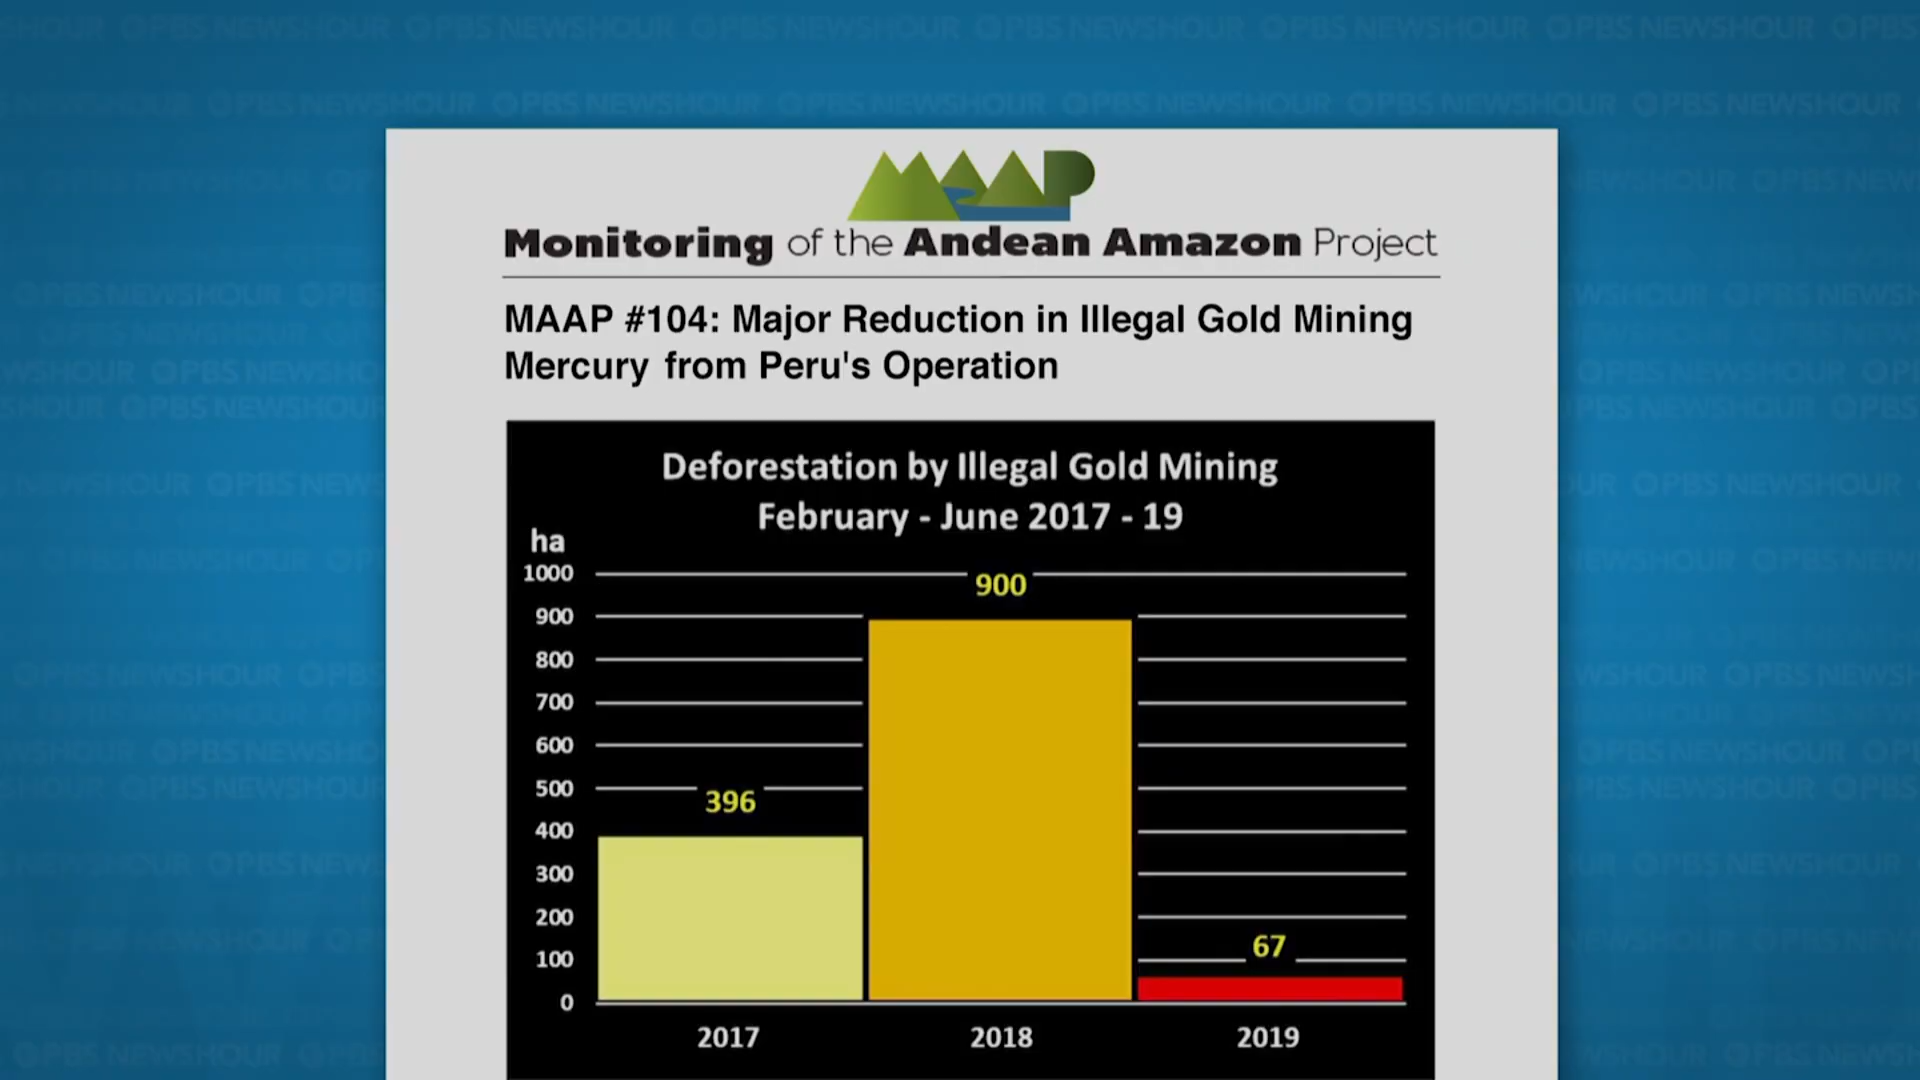 MAAP
Monitoring of the Andean Amazon Project
MAAP #104: Major Reduction in Illegal Gold Mining
Mercury from Peru's Operation
Deforestation by Illegal Gold Mining
February - June 2017 - 19
ha
1000
900
900
800
700
600
500
396
400
300
200
67
100
0
2017 2018 2019
PBS NEWSHOUR